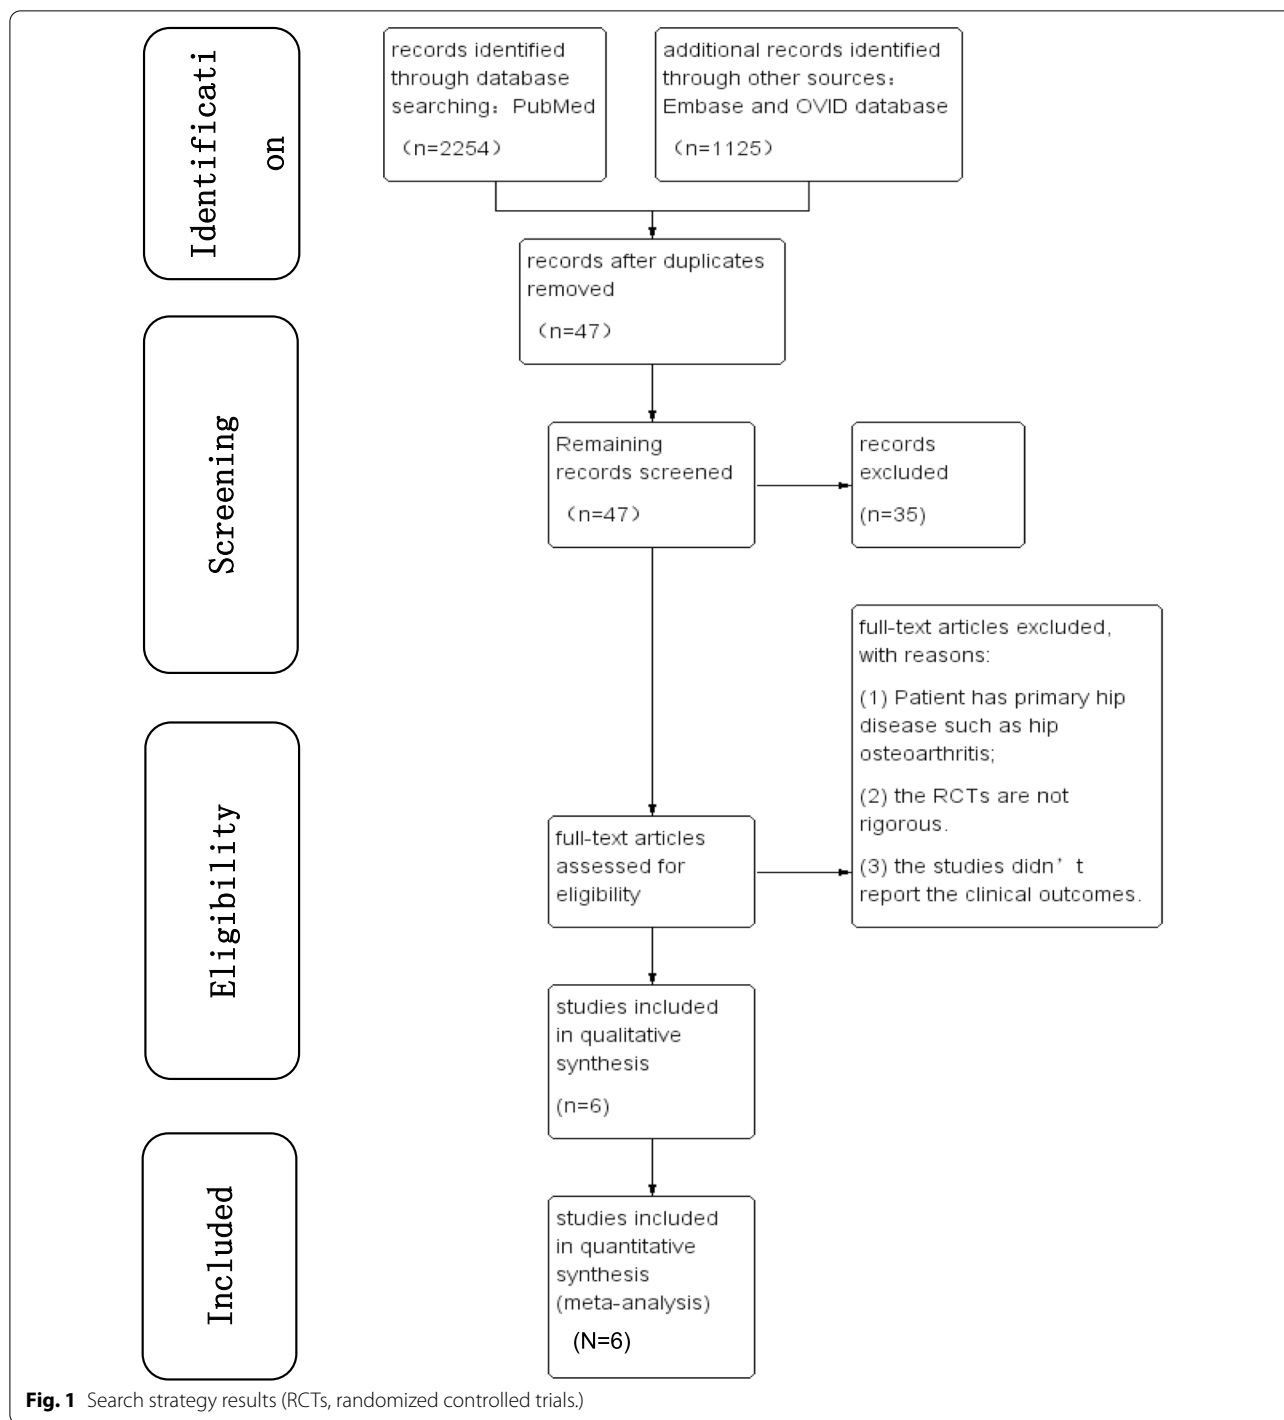 Identificati
on
records identified
through database
searching：PubMed
（n=2254）
additional records identified
through other sources：
Embase and OVID database
（n=1125）
records after duplicates
removed
（n=47）
Screening
Remaining
records screened
（n=47）
records
excluded
(n=35)
full-text articles excluded,
with reasons:
(1) Patient has primary hip
disease such as hip
osteoarthritis;
(2) the RCTs are not
rigorous.
(3) the studies didn’t
report the clinical outcomes.
Eligibility
full-text articles
assessed for
eligibility
studies included
in qualitative
synthesis
(n=6)
Included
studies included
in quantitative
synthesis
(meta-analysis)
(N=6)
Fig. 1 Search strategy results (RCTs, randomized controlled trials.)